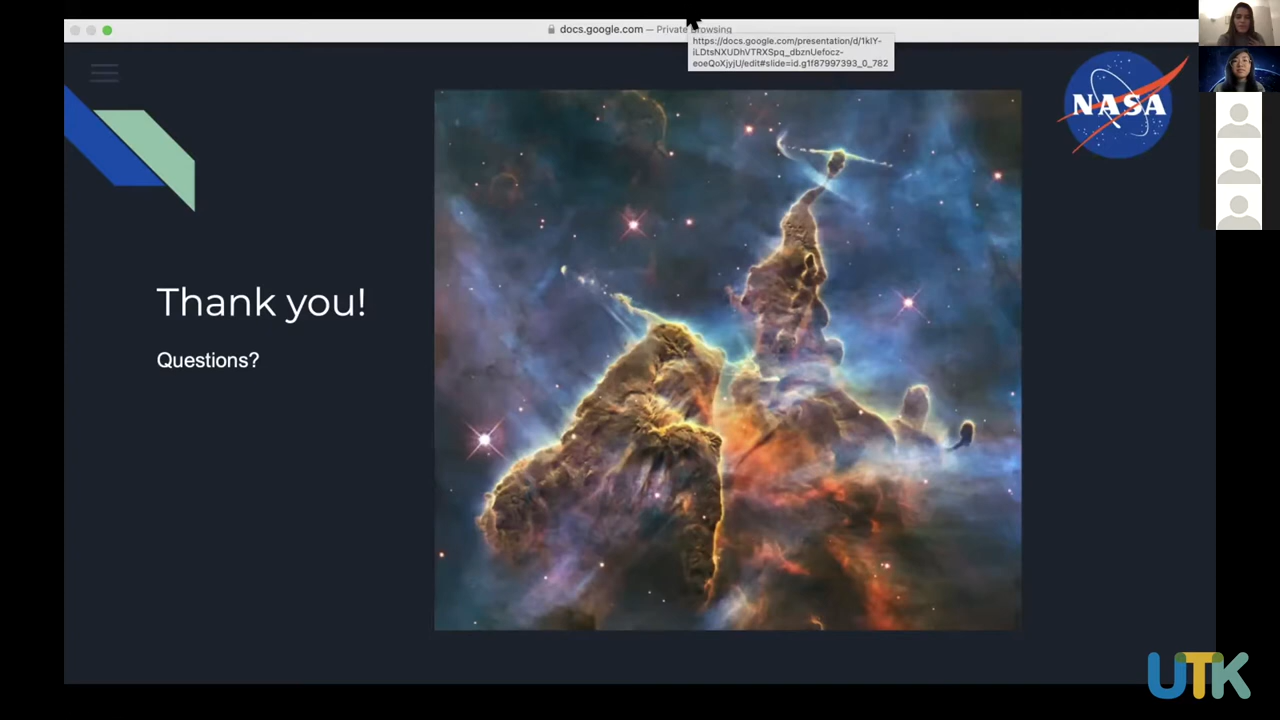 docs.google.com — Private Browsing
https://docs.google.com/presentation/d/1kIY-
iLDtsNXUDhVTRXSpq_dbznUefocz-
eoeQoXjyjU/edit#slide=id.g1f87997393_0_782
NASA
Thank you!
Questions?
UTK